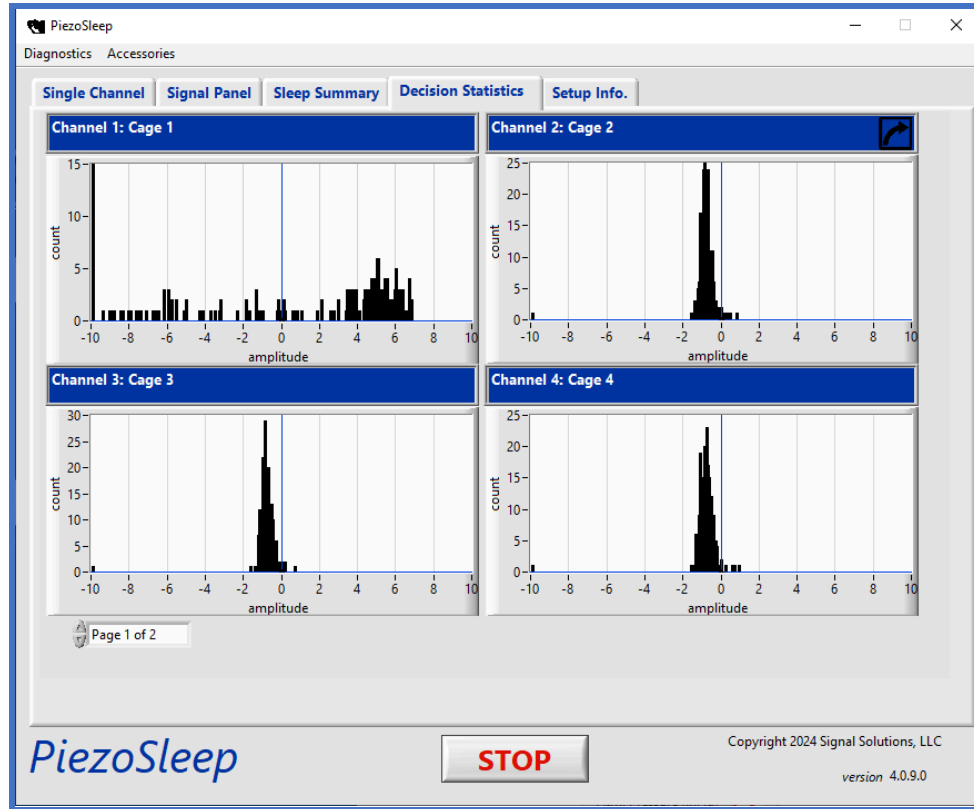 PiezoSleep
Diagnostics Accessories
Single Channel Signal Panel Sleep Summary Decision Statistics Setup Info.
Channel 1: Cage 1
15
10
5
0
count
-10 -8 -6 -4 -2 0 2 4 6 8 10
amplitude
Channel 2: Cage 2
25
20
15
10
5
0
count
-10 -8 -6 -4 -2 0 2 4 6 8 10
amplitude
Channel 3: Cage 3
30
25
20
15
10
5
0
count
-10 -8 -6 -4 -2 0 2 4 6 8 10
amplitude
Channel 4: Cage 4
25
20
15
10
5
0
count
-10 -8 -6 -4 -2 0 2 4 6 8 10
amplitude
Page 1 of 2
PiezoSleep
STOP
Copyright 2024 Signal Solutions, LLC
version 4.0.9.0